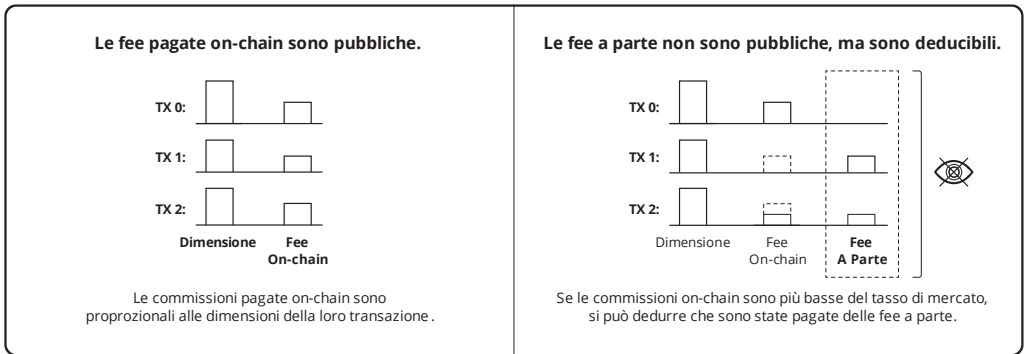 Le fee pagate on-chain sono pubbliche.
TX 0:
TX 1:
TX 2:
Dimensione Fee
On-chain
Le commissioni pagate on-chain sono
proprozionali alle dimensioni della loro transazione.
Le fee a parte non sono pubbliche, ma sono deducibili.
TX 0:
TX 1:
TX 2:
Dimensione Fee Fee
On-chain A Parte
Se le commissioni on-chain sono più basse del tasso di mercato,
si può dedurre che sono state pagate delle fee a parte.